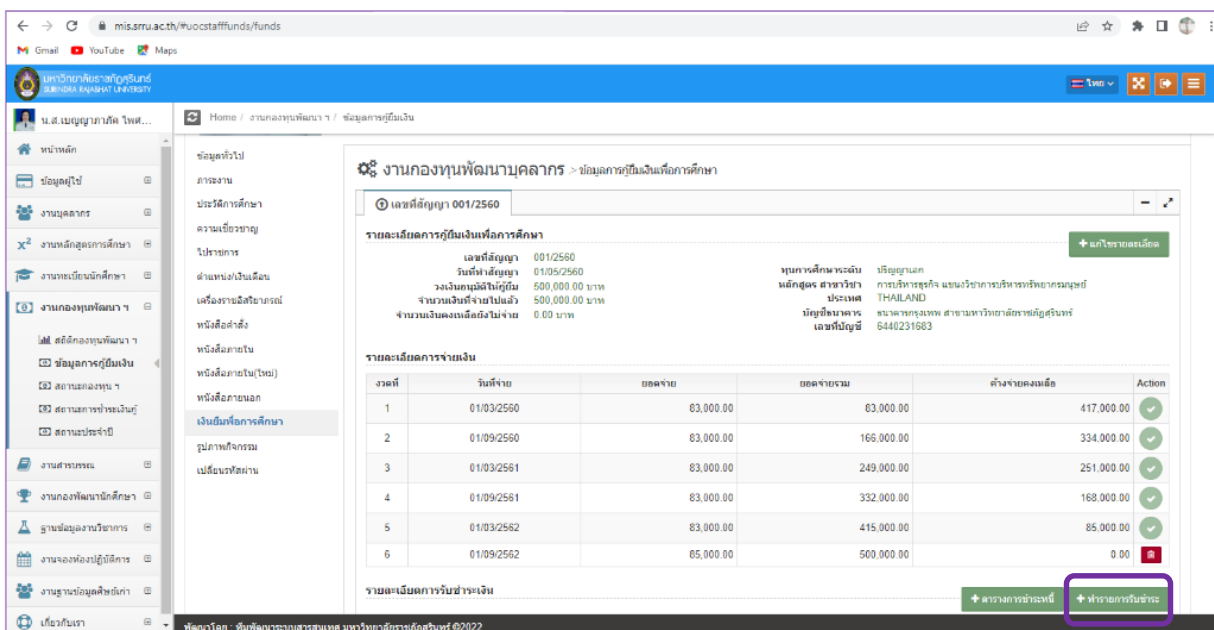 mis.srru.ac.th/#uocstafffunds/funds
Gmail YouTube Maps
มหาวิทยาลัยราชภัฏสุรินทร์
SURINDRA RAJABHAT UNIVERSITY
ไทย
น.ส.เบญญาภาภัค ไพศ...
Home / งานกองทุนพัฒนา ฯ / ข้อมูลการกู้ยืมเงิน
หน้าหลัก
ข้อมูลผู้ใช้
งานบุคลากร
งานหลักสูตรการศึกษา
งานทะเบียนนักศึกษา
งานกองทุนพัฒนา ฯ
สถิติกองทุนพัฒนา ฯ
ข้อมูลการกู้ยืมเงิน
สถานะกองทุน ฯ
สถานะการชำระเงินกู้
สถานะประจำปี
งานสารบรรณ
งานกองพัฒนานักศึกษา
ฐานข้อมูลงานวิชาการ
งานจองห้องปฏิบัติการ
งานฐานข้อมูลศิษย์เก่า
เกี่ยวกับเรา
ข้อมูลทั่วไป
ภาระงาน
ประวัติการศึกษา
ความเชี่ยวชาญ
ไปราชการ
ตำแหน่ง/เงินเดือน
เครื่องราชอิสริยาภรณ์
หนังสือคำสั่ง
หนังสือภายใน
หนังสือภายใน(ใหม่)
หนังสือภายนอก
เงินยืมเพื่อการศึกษา
รูปภาพกิจกรรม
เปลี่ยนรหัสผ่าน
งานกองทุนพัฒนาบุคลากร > ข้อมูลการกู้ยืมเงินเพื่อการศึกษา
เลขที่สัญญา 001/2560
รายละเอียดการกู้ยืมเงินเพื่อการศึกษา
+ แก้ไขรายละเอียด
เลขที่สัญญา 001/2560
วันที่ทำสัญญา 01/05/2560
วงเงินอนุมัติให้กู้ยืม 500,000.00 บาท
จำนวนเงินที่จ่ายไปแล้ว 500,000.00 บาท
จำนวนเงินคงเหลือยังไม่จ่าย 0.00 บาท
ทุนการศึกษาระดับ ปริญญาเอก
หลักสูตร สาขาวิชา การบริหารธุรกิจ แขนงวิชาการบริหารทรัพยากรมนุษย์
ประเทศ THAILAND
บัญชีธนาคาร ธนาคารกรุงเทพ สาขามหาวิทยาลัยราชภัฏสุรินทร์
เลขที่บัญชี 6440231683
รายละเอียดการจ่ายเงิน
งวดที่ วันที่จ่าย ยอดจ่าย ยอดจ่ายรวม ค้างจ่ายคงเหลือ Action
1 01/03/2560 83,000.00 83,000.00 417,000.00
2 01/09/2560 83,000.00 166,000.00 334,000.00
3 01/03/2561 83,000.00 249,000.00 251,000.00
4 01/09/2561 83,000.00 332,000.00 168,000.00
5 01/03/2562 83,000.00 415,000.00 85,000.00
6 01/09/2562 85,000.00 500,000.00 0.00
รายละเอียดการรับชำระเงิน
+ ตารางการชำระหนี้ + ทำรายการรับชำระ
พัฒนาโดย : ทีมพัฒนาระบบสารสนเทศ มหาวิทยาลัยราชภัฏสุรินทร์ ©2022